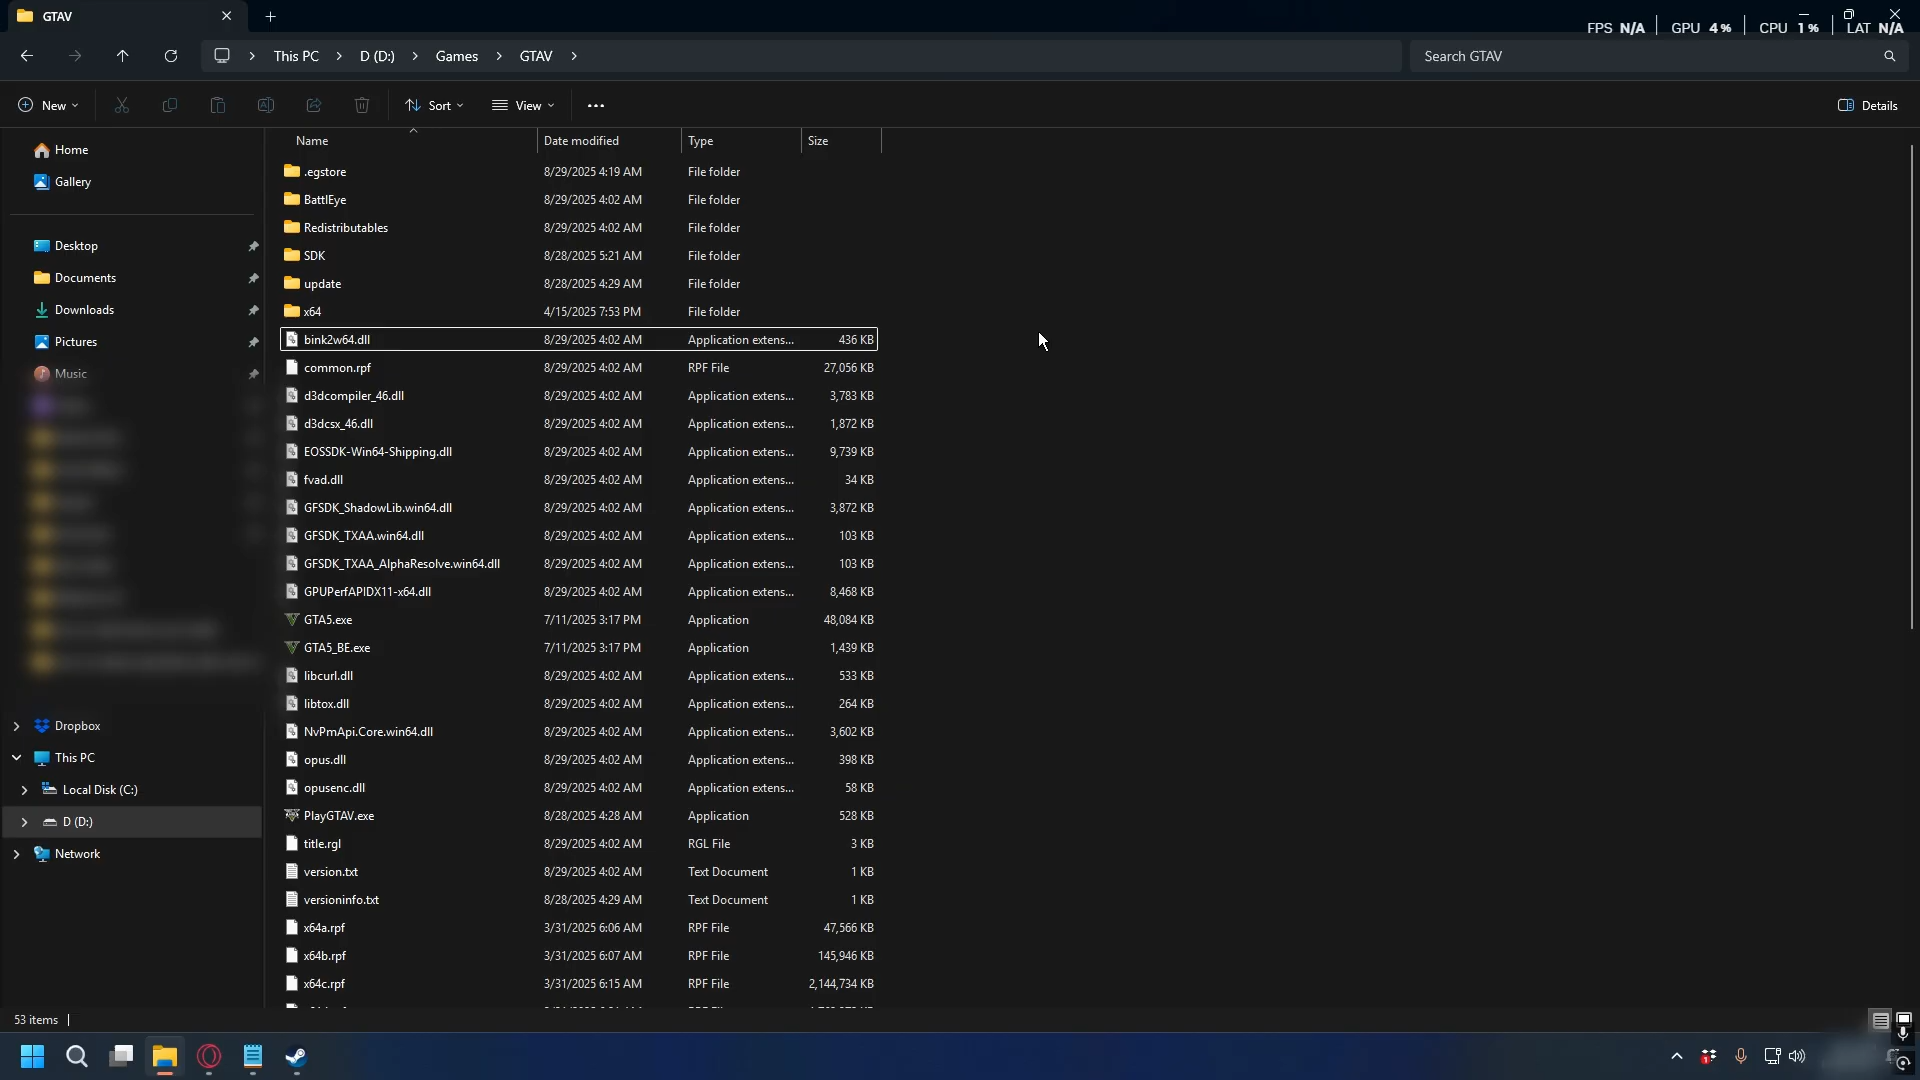 GTAV
FPS N/A GPU 4% CPU 1% LAT N/A
This PC D (D:) Games GTAV
Search GTAV
New Sort View Details
Home
Gallery
Desktop
Documents
Downloads
Pictures
Music
Dropbox
This PC
Local Disk (C:)
D (D:)
Network
Name Date modified Type Size
.egstore 8/29/2025 4:19 AM File folder
BattlEye 8/29/2025 4:02 AM File folder
Redistributables 8/29/2025 4:02 AM File folder
SDK 8/28/2025 5:21 AM File folder
update 8/28/2025 4:29 AM File folder
x64 4/15/2025 7:53 PM File folder
bink2w64.dll 8/29/2025 4:02 AM Application extens... 436 KB
common.rpf 8/29/2025 4:02 AM RPF File 27,056 KB
d3dcompiler_46.dll 8/29/2025 4:02 AM Application extens... 3,783 KB
d3dcsx_46.dll 8/29/2025 4:02 AM Application extens... 1,872 KB
EOSSDK-Win64-Shipping.dll 8/29/2025 4:02 AM Application extens... 9,739 KB
fvad.dll 8/29/2025 4:02 AM Application extens... 34 KB
GFSDK_ShadowLib.win64.dll 8/29/2025 4:02 AM Application extens... 3,872 KB
GFSDK_TXAA.win64.dll 8/29/2025 4:02 AM Application extens... 103 KB
GFSDK_TXAA_AlphaResolve.win64.dll 8/29/2025 4:02 AM Application extens... 103 KB
GPUPerfAPIDX11-x64.dll 8/29/2025 4:02 AM Application extens... 8,468 KB
GTA5.exe 7/11/2025 3:17 PM Application 48,084 KB
GTA5_BE.exe 7/11/2025 3:17 PM Application 1,439 KB
libcurl.dll 8/29/2025 4:02 AM Application extens... 533 KB
libtox.dll 8/29/2025 4:02 AM Application extens... 264 KB
NvPmApi.Core.win64.dll 8/29/2025 4:02 AM Application extens... 3,602 KB
opus.dll 8/29/2025 4:02 AM Application extens... 398 KB
opusenc.dll 8/29/2025 4:02 AM Application extens... 58 KB
PlayGTAV.exe 8/28/2025 4:28 AM Application 528 KB
title.rgl 8/29/2025 4:02 AM RGL File 3 KB
version.txt 8/29/2025 4:02 AM Text Document 1 KB
versioninfo.txt 8/28/2025 4:29 AM Text Document 1 KB
x64a.rpf 3/31/2025 6:06 AM RPF File 47,566 KB
x64b.rpf 3/31/2025 6:07 AM RPF File 145,946 KB
x64c.rpf 3/31/2025 6:15 AM RPF File 2,144,734 KB
53 items